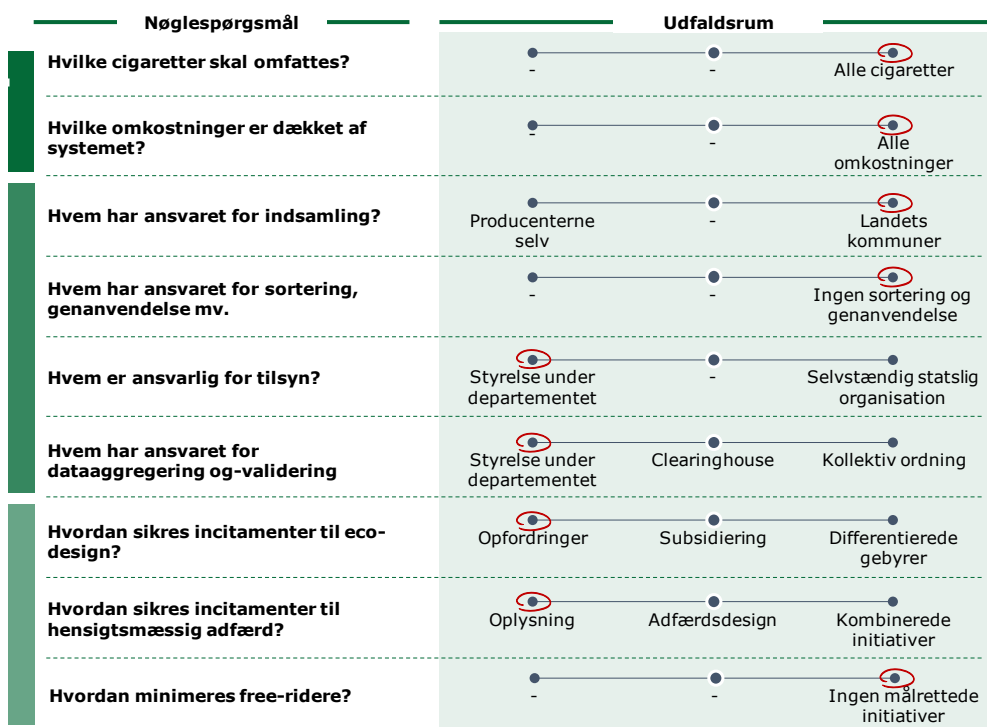 Nøglespørgsmål
Udfaldsrum
Hvilke cigaretter skal omfattes?
-
-
Alle cigaretter
Hvilke omkostninger er dækket af
systemet?
-
-
Alle
omkostninger
Hvem har ansvaret for indsamling?
Producenterne
selv
-
Landets
kommuner
Hvem har ansvaret for sortering,
genanvendelse mv.
-
-
Ingen sortering og
genanvendelse
Hvem er ansvarlig for tilsyn?
Styrelse under
departementet
-
Selvstændig statslig
organisation
Hvem har ansvaret for
dataaggregering og-validering
Styrelse under
departementet
Clearinghouse
Kollektiv ordning
Hvordan sikres incitamenter til eco-
design?
Opfordringer
Subsidiering
Differentierede
gebyrer
Hvordan sikres incitamenter til
hensigtsmæssig adfærd?
Oplysning
Adfærdsdesign
Kombinerede
initiativer
Hvordan minimeres free-ridere?
-
-
Ingen målrettede
initiativer